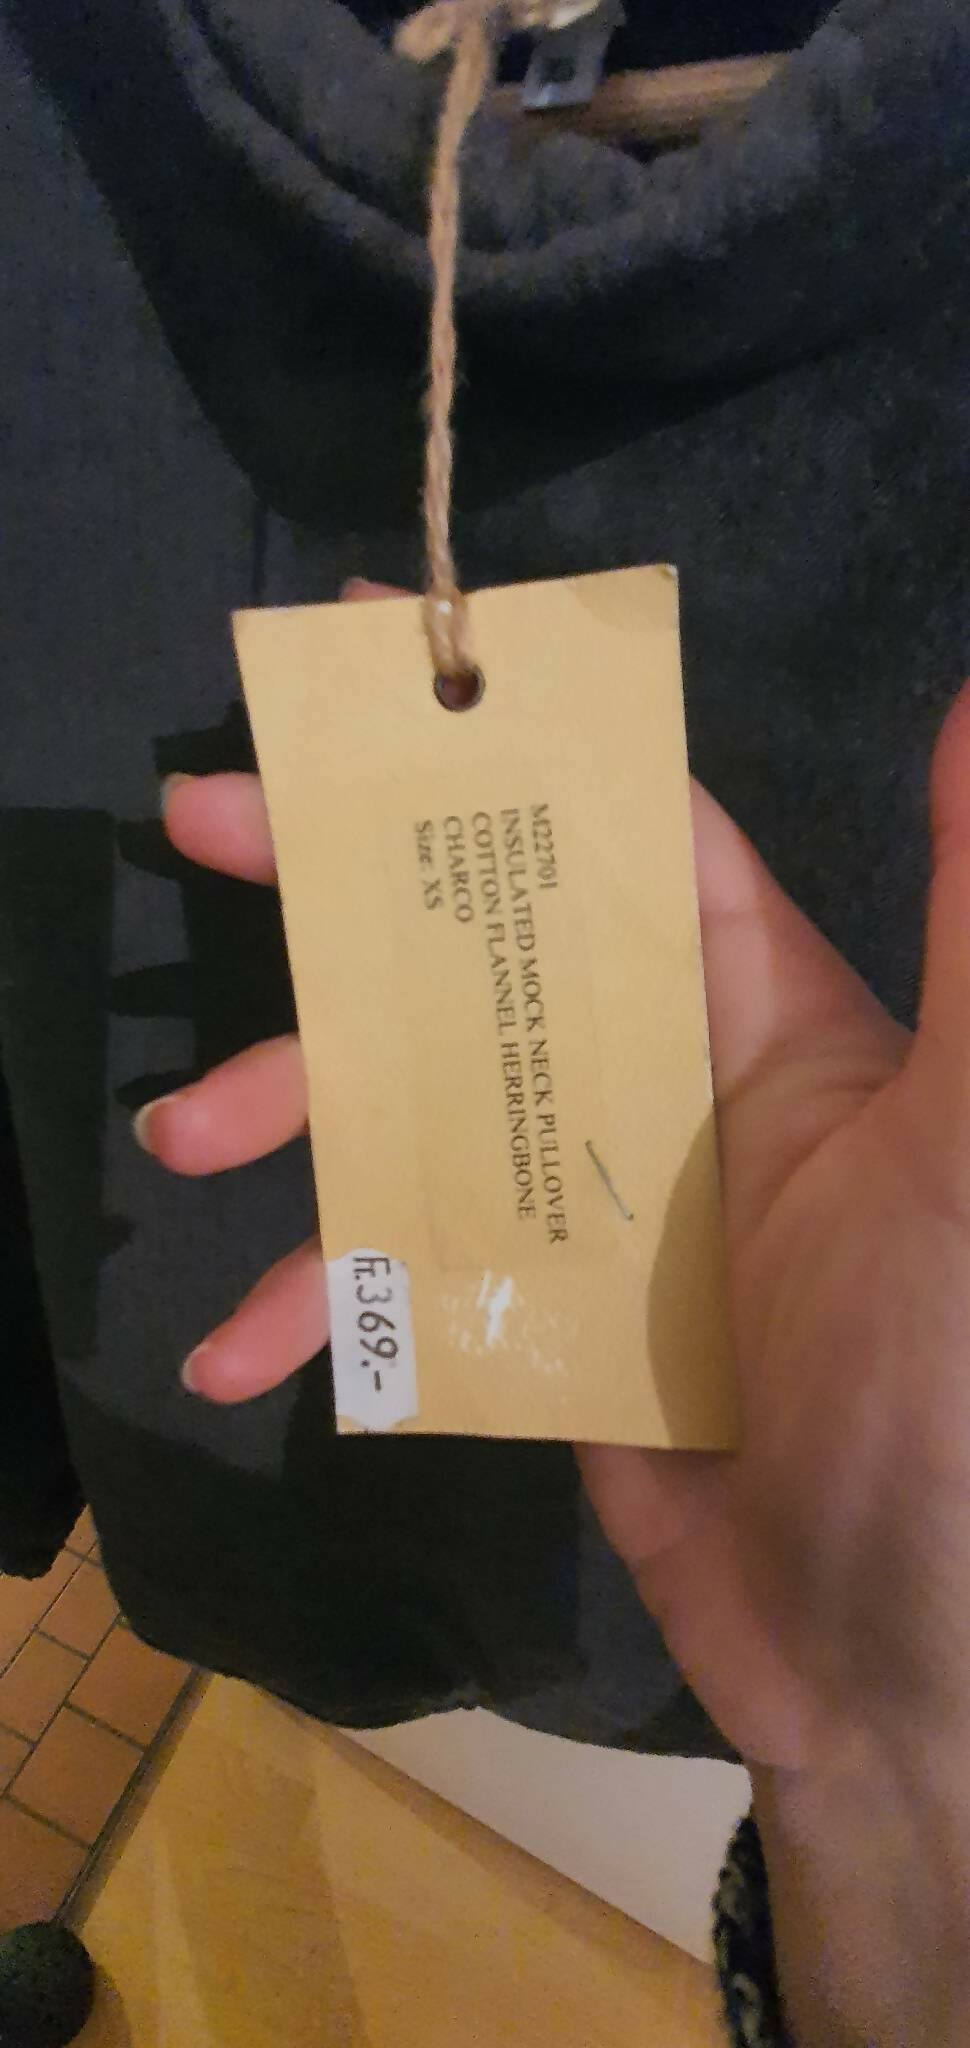 M22701
INSULATED MOCK NECK PULLOVER
COTTON FLANNEL HERRINGBONE
CHARCO
Size: XS
Fr. 369.-